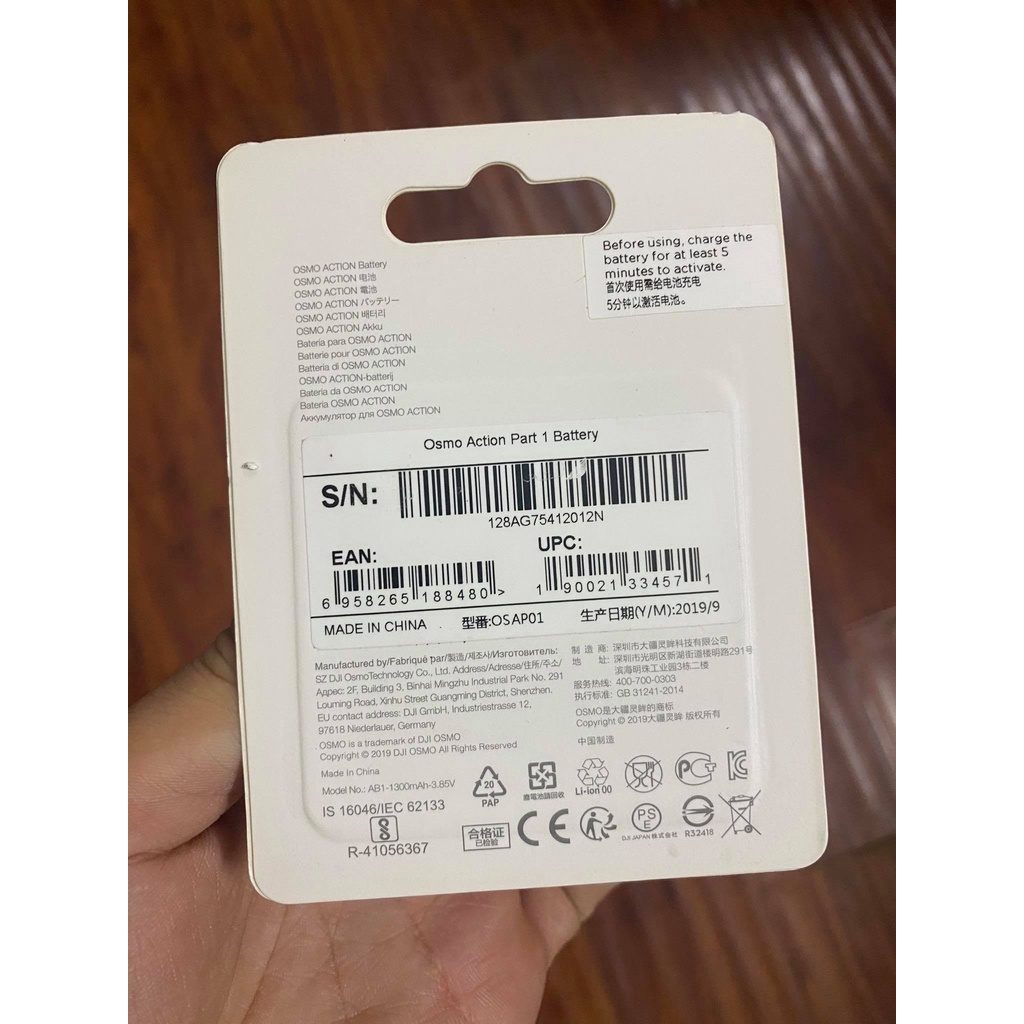 OSMO ACTION Battery
OSMO ACTION 电池
OSMO ACTION 電池
OSMO ACTION バッテリー
OSMO ACTION 배터리
OSMO ACTION Akku
Bateria para OSMO ACTION
Batterie pour OSMO ACTION
Batteria di OSMO ACTION
OSMO ACTION-batterij
Bateria da OSMO ACTION
Bateria OSMO ACTION
Аккумулятор для OSMO ACTION
Before using, charge the
battery for at least 5
minutes to activate.
首次使用需给电池充电
5分钟以激活电池。
Osmo Action Part 1 Battery
S/N:
128AG75412012N
EAN:
6 958265 188480>
UPC:
1 90021 33457 1
MADE IN CHINA 型番:OSAP01 生产日期(Y/M):2019/9
Manufactured by/Fabriqué par/製造/제조사/Изготовитель:
SZ DJI OsmoTechnology Co., Ltd. Address/Adresse/住所/주소/
Адрес: 2F, Building 3, Binhai Mingzhu Industrial Park No. 291
Louming Road, Xinhu Street Guangming District, Shenzhen.
EU contact address: DJI GmbH, Industriestrasse 12,
97618 Niederlauer, Germany
OSMO is a trademark of DJI OSMO
Copyright © 2019 DJI OSMO All Rights Reserved
Made In China
Model No.: AB1-1300mAh-3.85V
IS 16046/IEC 62133
R-41056367
制 造 商: 深圳市大疆灵眸科技有限公司
地 址: 深圳市光明区新湖街道楼明路291号
滨海明珠工业园3栋二楼
服务热线: 400-700-0303
执行标准: GB 31241-2014
OSMO是大疆灵眸的商标
Copyright © 2019大疆灵眸 版权所有
中国制造
20
PAP
廢電池請回收
Li-ion 00
合格证
已检验
CE
PS
E
DJI JAPAN 株式会社
R32418